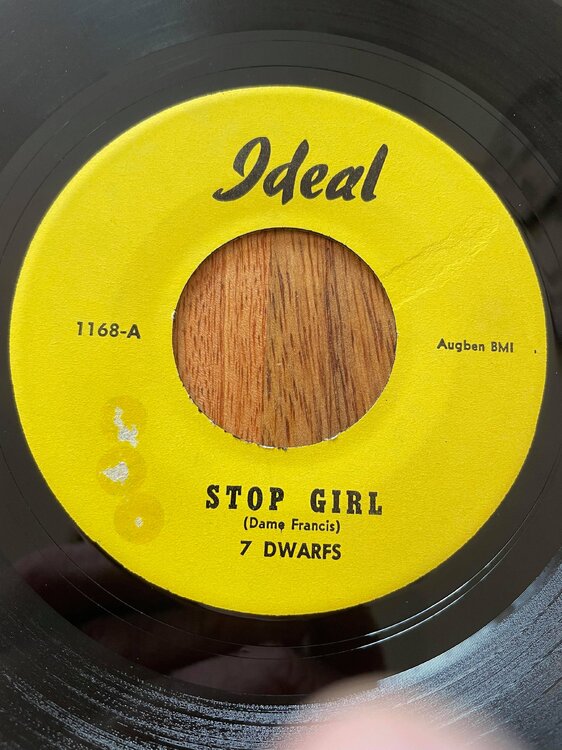 Ideal
1168-A
Augben BMI
STOP GIRL
(Dame Francis)
7 DWARFS